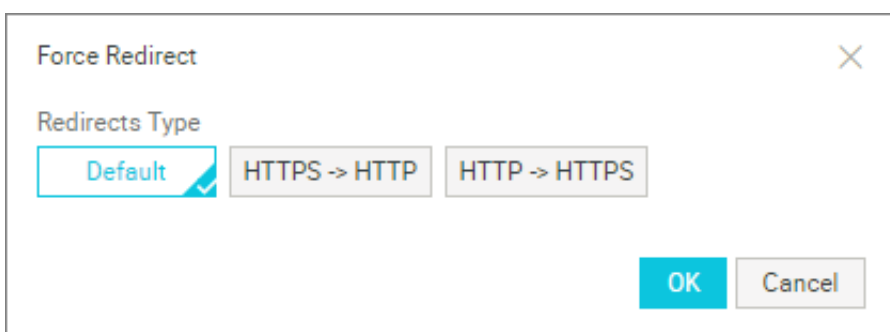 Force Redirect
Redirects Type
Default HTTPS -> HTTP HTTP -> HTTPS
OK Cancel